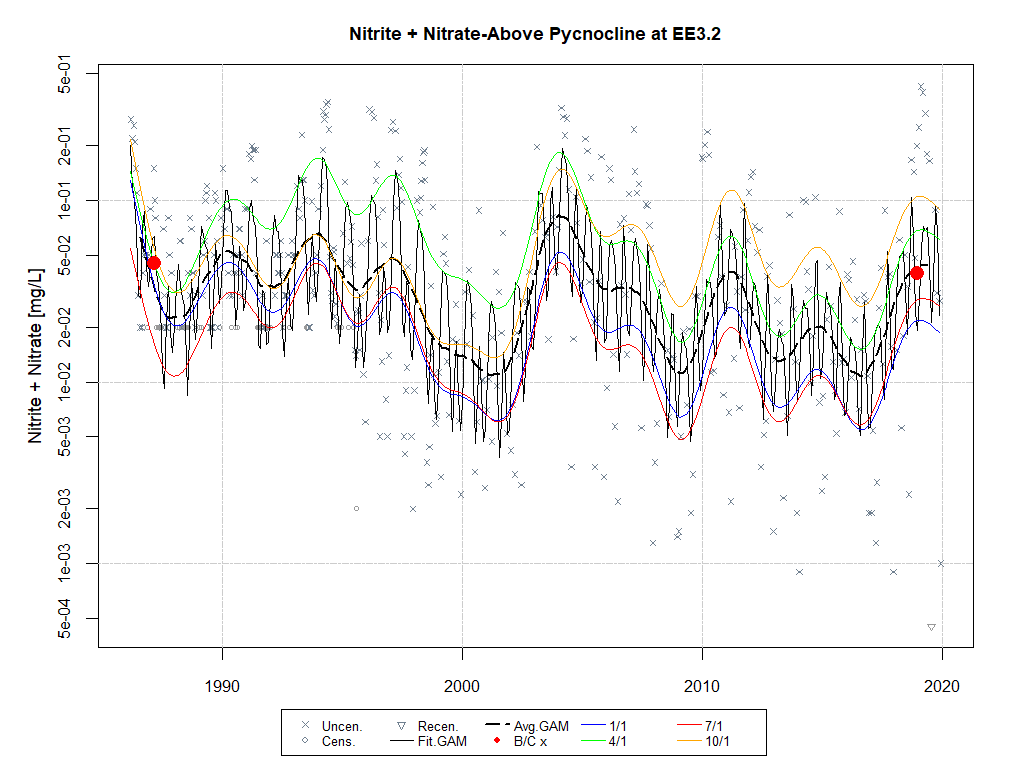 Nitrite + Nitrate-Above Pycnocline at EE3.2
Nitrite + Nitrate [mg/L]
5e-01
2e-01
1e-01
5e-02
2e-02
1e-02
5e-03
2e-03
1e-03
5e-04
1990 2000 2010 2020
Uncen. Recen. Avg.GAM 1/1 7/1
Cens. Fit.GAM B/C x 4/1 10/1